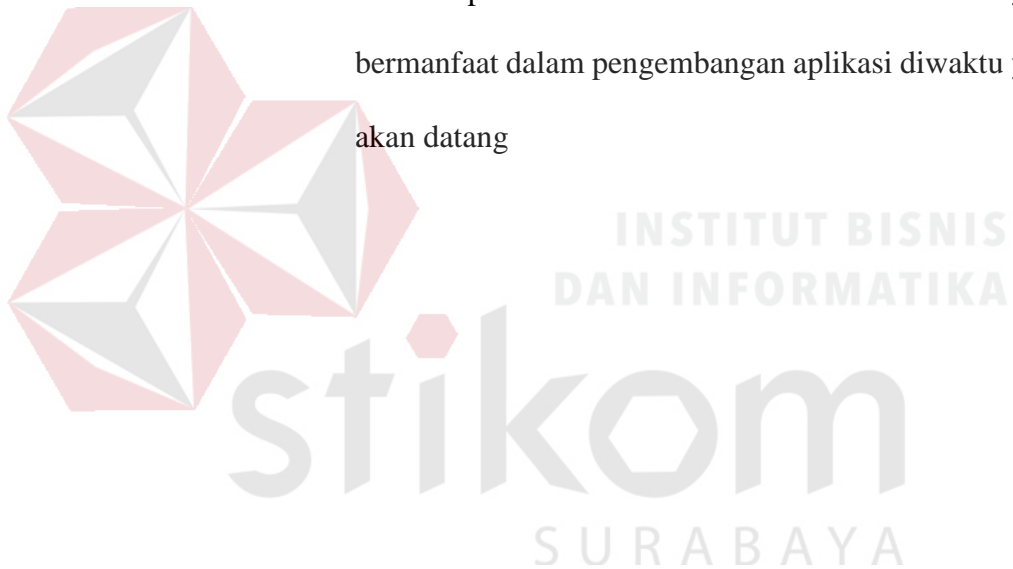 bermanfaat dalam pengembangan aplikasi diwaktu
akan datang
INSTITUT BISNIS
DAN INFORMATIKA
stikom
SURABAYA